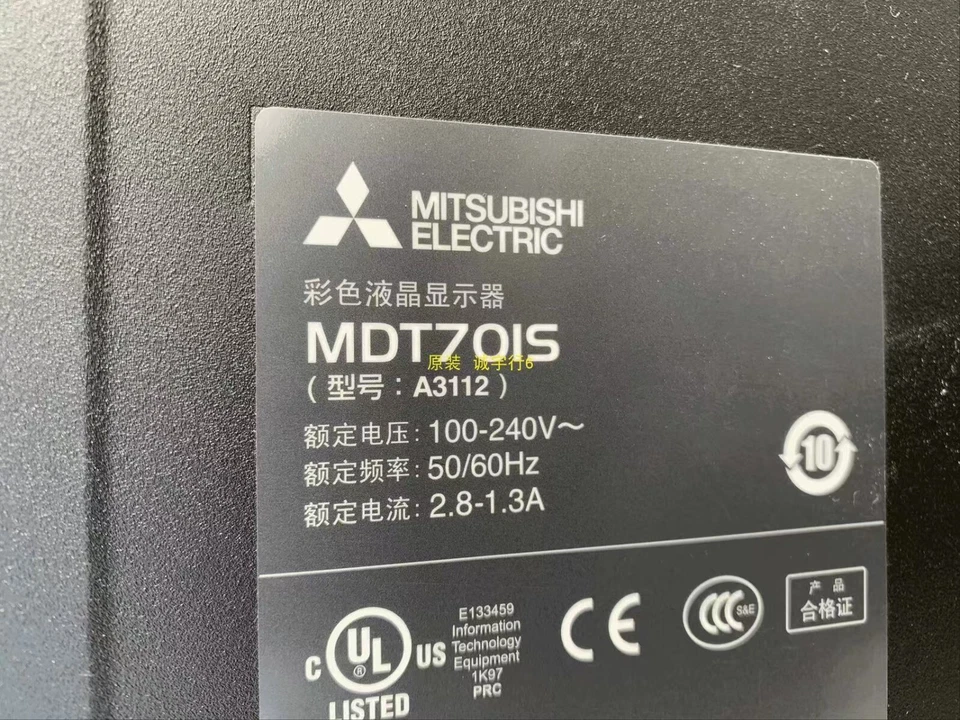 MITSUBISHI
ELECTRIC
彩色液晶显示器
MDT701S
原装 诚字行6
（型号：A3112）
额定电压：100-240V～
额定频率：50/60Hz
额定电流：2.8-1.3A
10
C UL US
®
LISTED
E133459
Information
Technology
Equipment
1K97
PRC
CE
CCC S&E
产品
合格证